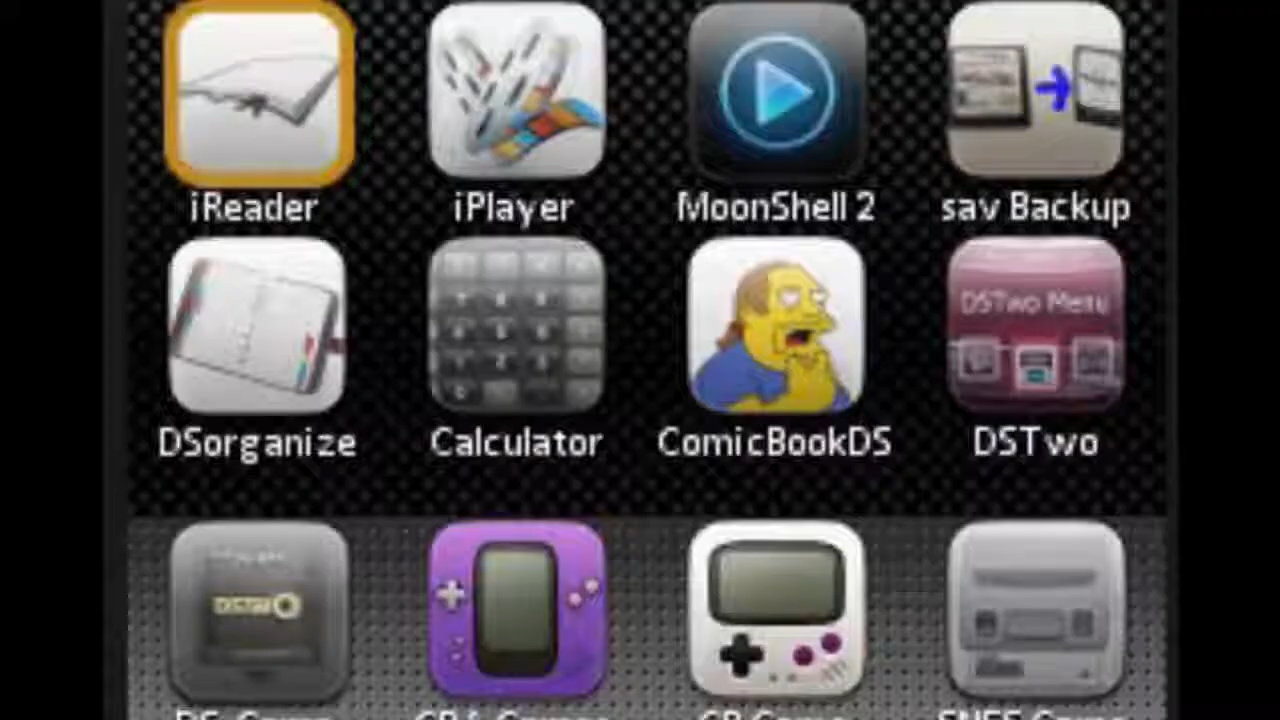 iReader iPlayer MoonShell 2 sav Backup
DSTwo Menu
DSorganize Calculator ComicBookDS DSTwo